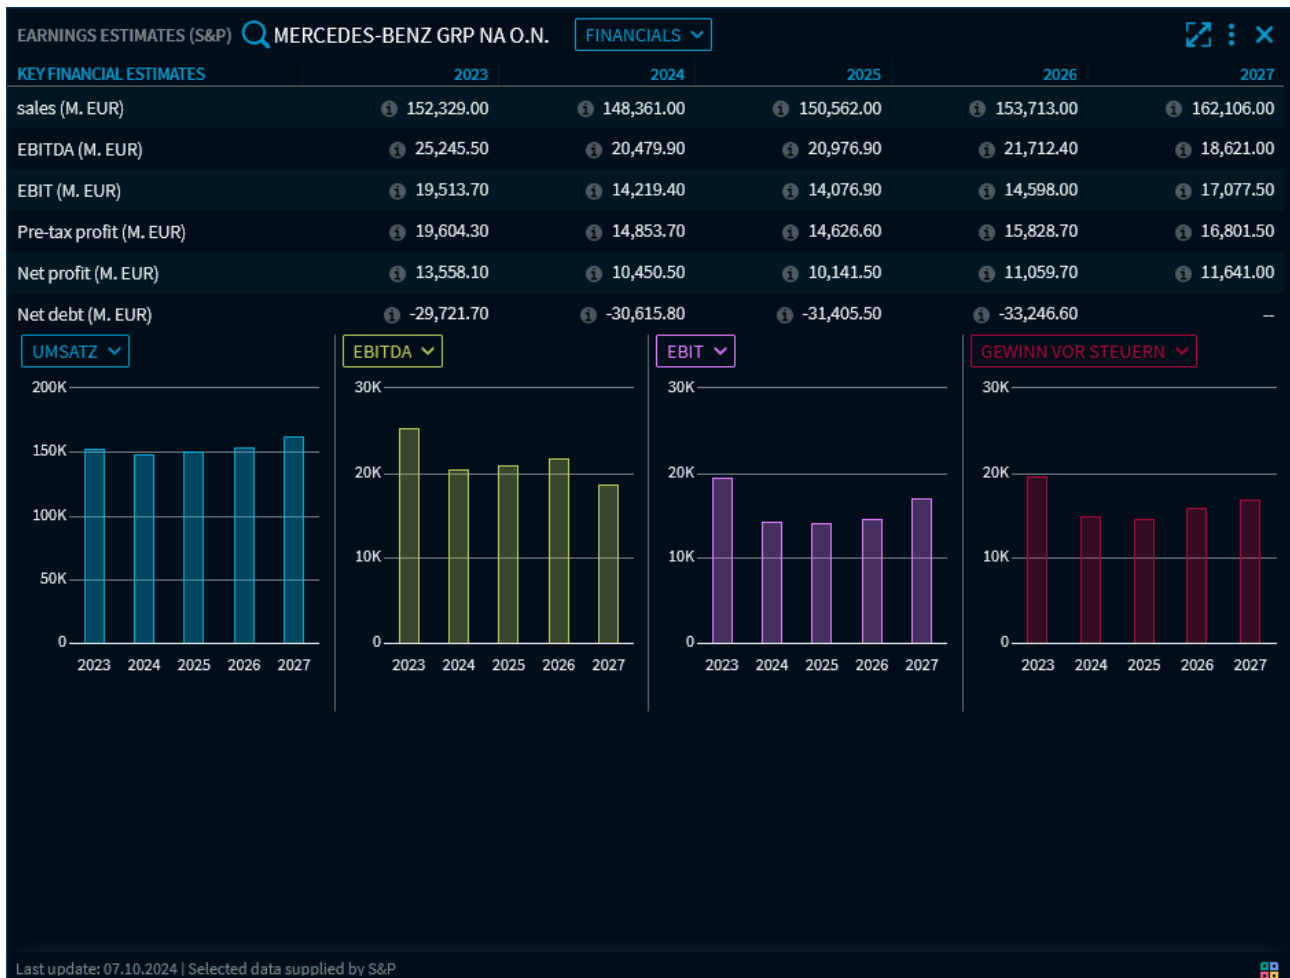 EARNINGS ESTIMATES (S&P) MERCEDES-BENZ GRP NA O.N. FINANCIALS
KEY FINANCIAL ESTIMATES 2023 2024 2025 2026 2027
sales (M. EUR) 152,329.00 148,361.00 150,562.00 153,713.00 162,106.00
EBITDA (M. EUR) 25,245.50 20,479.90 20,976.90 21,712.40 18,621.00
EBIT (M. EUR) 19,513.70 14,219.40 14,076.90 14,598.00 17,077.50
Pre-tax profit (M. EUR) 19,604.30 14,853.70 14,626.60 15,828.70 16,801.50
Net profit (M. EUR) 13,558.10 10,450.50 10,141.50 11,059.70 11,641.00
Net debt (M. EUR) -29,721.70 -30,615.80 -31,405.50 -33,246.60 --
UMSATZ EBITDA EBIT GEWINN VOR STEUERN
200K 30K 30K 30K
150K 20K 20K 20K
100K 10K 10K 10K
50K
0 0 0 0
2023 2024 2025 2026 2027 2023 2024 2025 2026 2027 2023 2024 2025 2026 2027 2023 2024 2025 2026 2027
Last update: 07.10.2024 | Selected data supplied by S&P